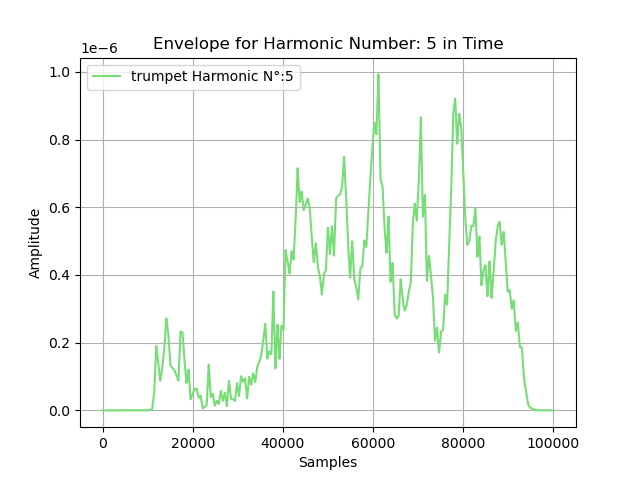 Envelope for Harmonic Number: 5 in Time
1e−6
trumpet Harmonic N°:5
1.0
0.8
0.6
0.4
0.2
0.0
Amplitude
0 20000 40000 60000 80000 100000
Samples